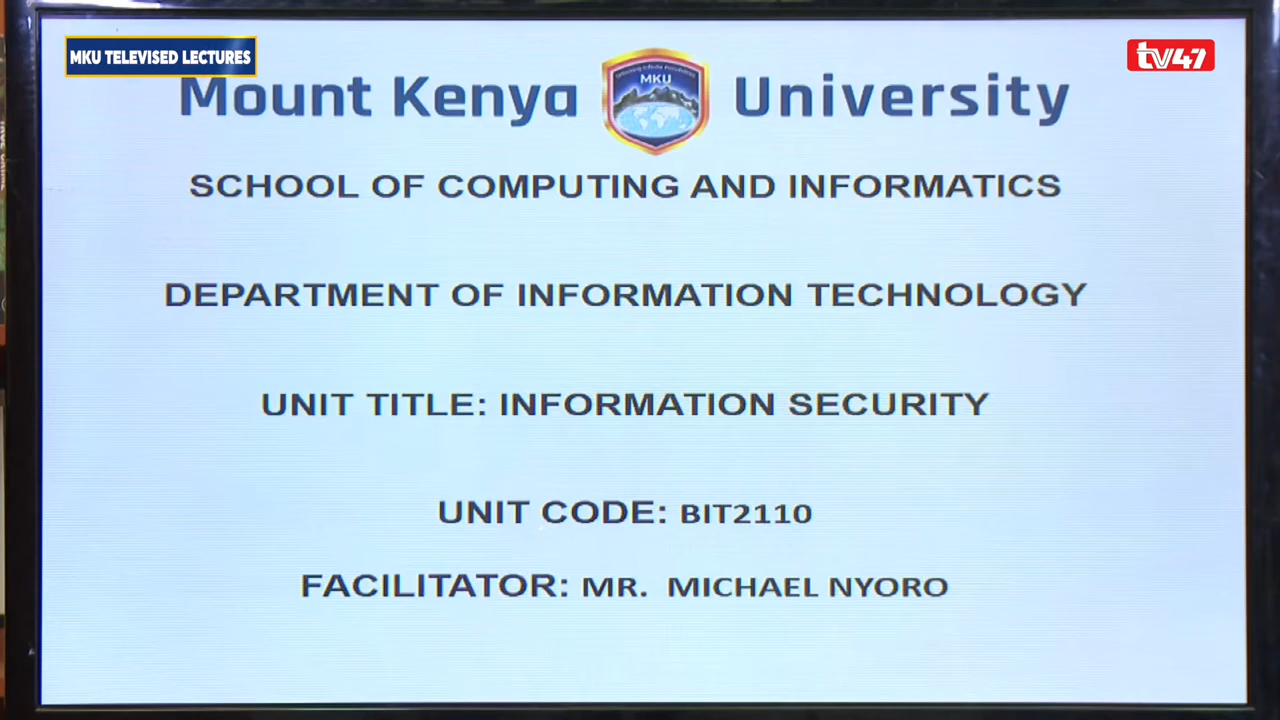 MKU TELEVISED LECTURES
tv47
Mount Kenya University
MKU
SCHOOL OF COMPUTING AND INFORMATICS
DEPARTMENT OF INFORMATION TECHNOLOGY
UNIT TITLE: INFORMATION SECURITY
UNIT CODE: BIT2110
FACILITATOR: MR. MICHAEL NYORO